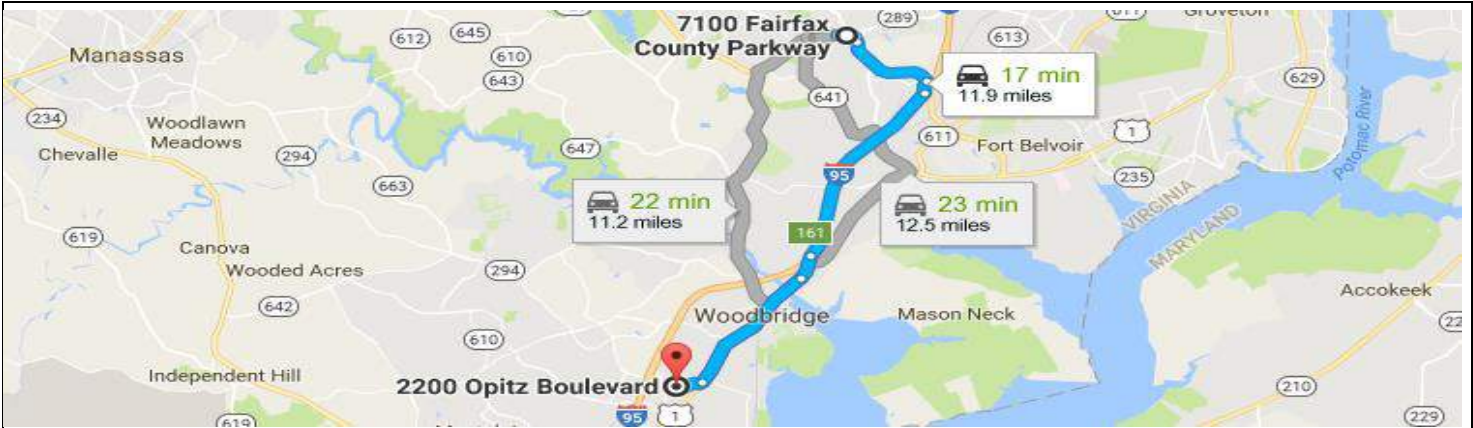 7100 Fairfax
County Parkway
289
613
612
645
610
643
Manassas
17 min
11.9 miles
629
641
234
Woodlawn
Meadows
Chevalle
294
647
611
Fort Belvoir
1
Potomac River
663
95
235
22 min
11.2 miles
23 min
12.5 miles
VIRGINIA
MARYLAND
161
619
Canova
Wooded Acres
294
642
Accokeek
Woodbridge
Mason Neck
610
Independent Hill
2200 Opitz Boulevard
210
95
1
619
229